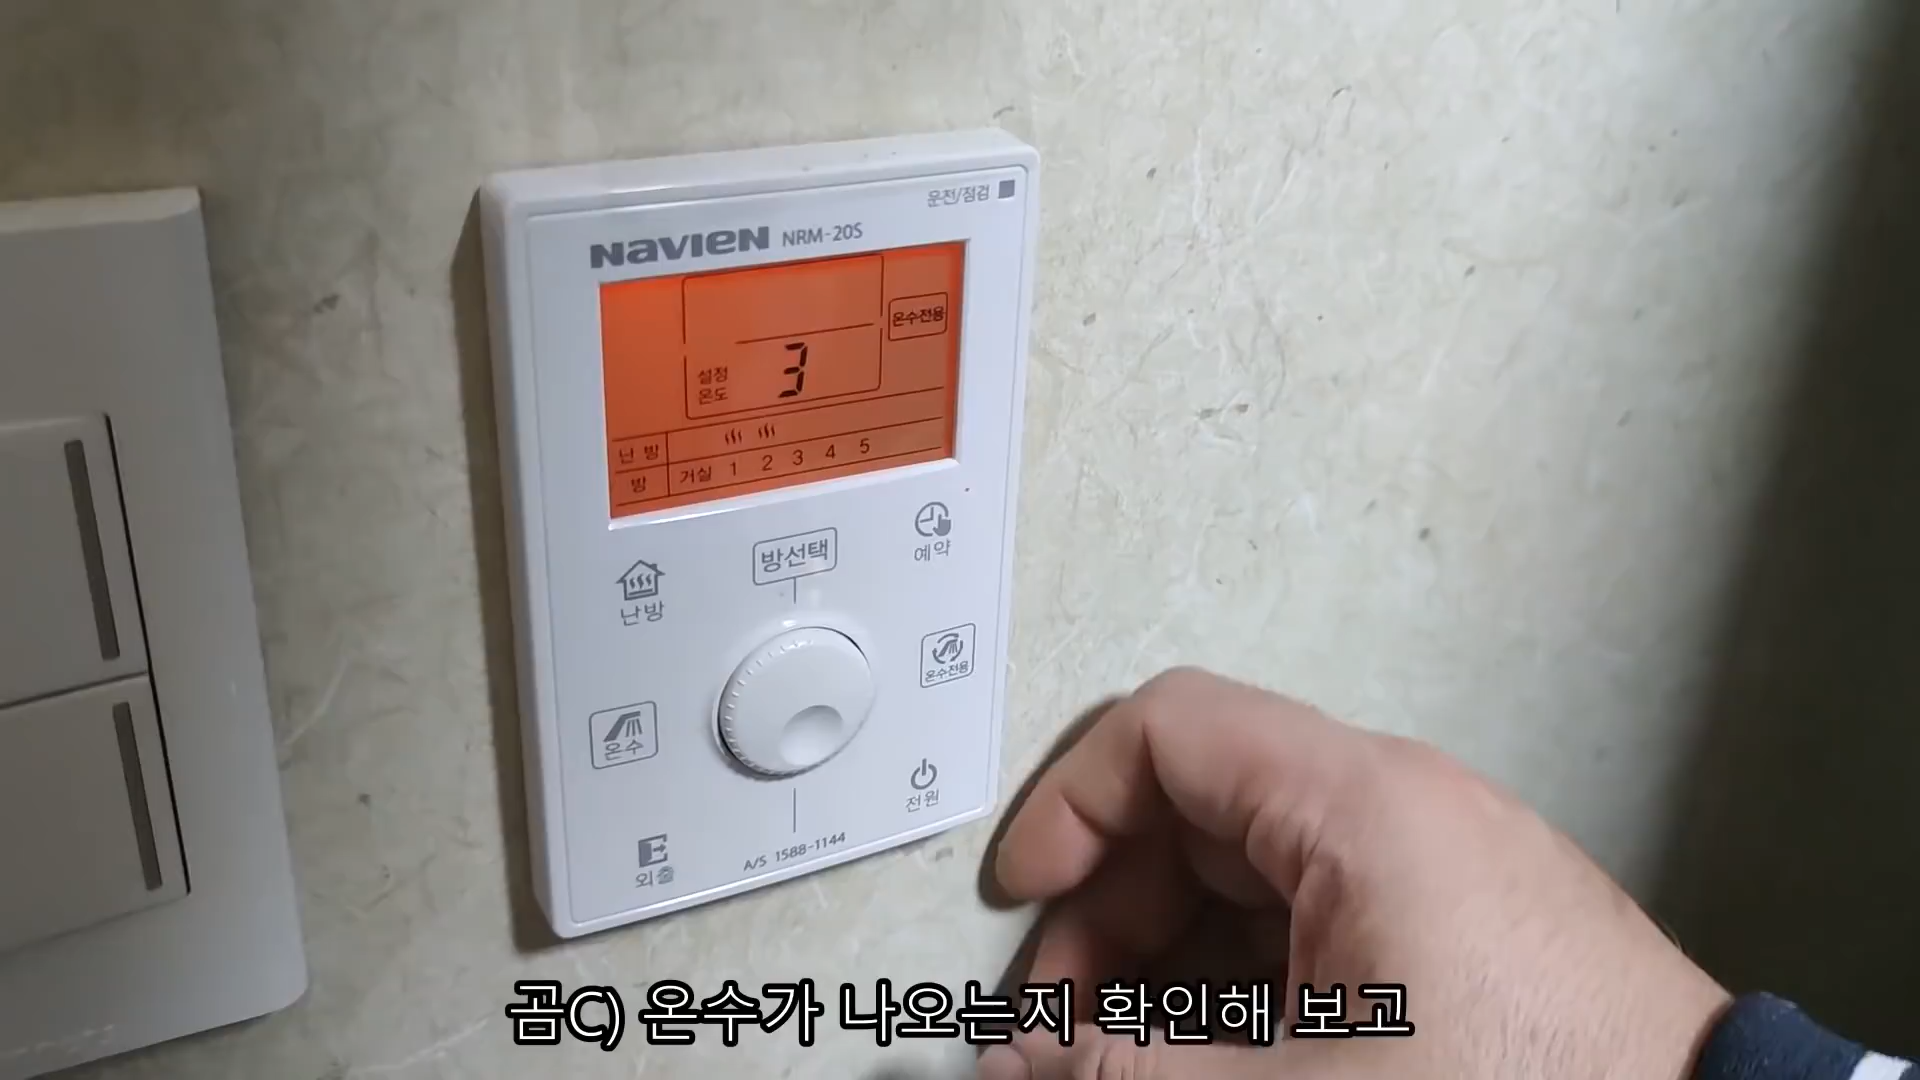 운전/점검
NAVIEN NRM-20S
온수전용
설정
온도
3
난 방
방 거실 1 2 3 4 5
방선택
예약
난방
온수전용
온수
전원
외출
A/S 1588-1144
곰C) 온수가 나오는지 확인해 보고